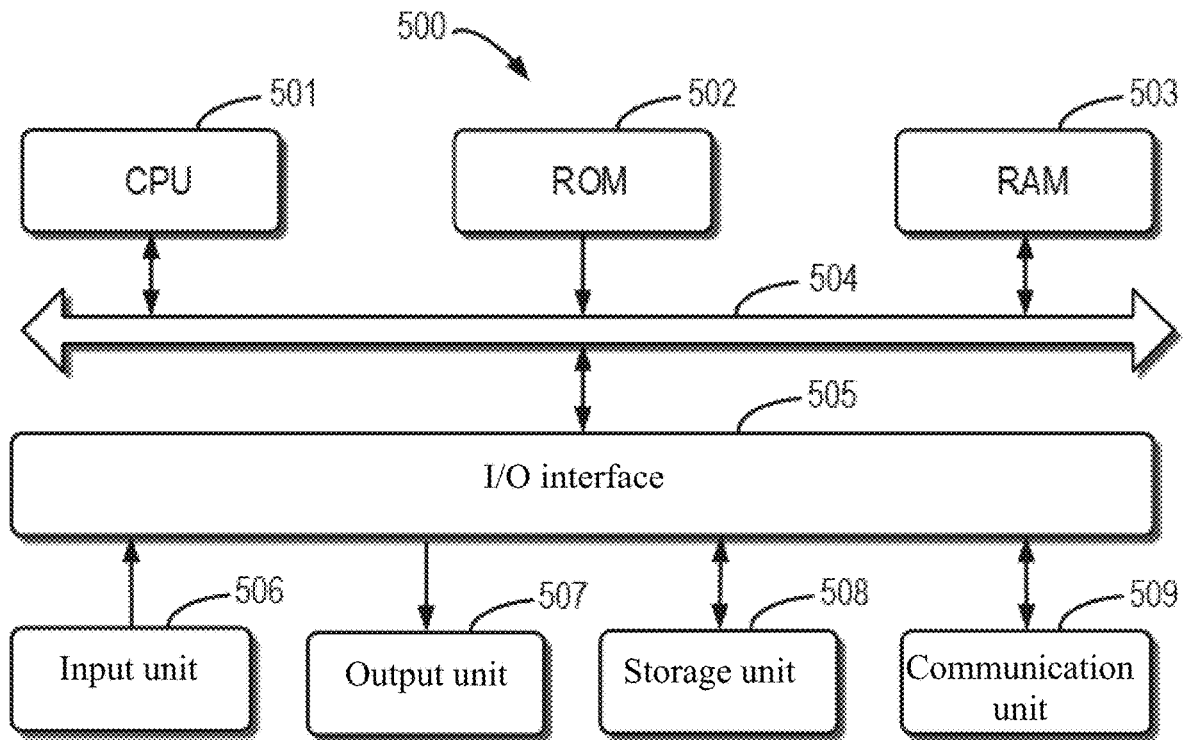 500
501
502
503
CPU
ROM
RAM
504
505
I/O interface
506
507
508
509
Input unit
Output unit
Storage unit
Communication
unit